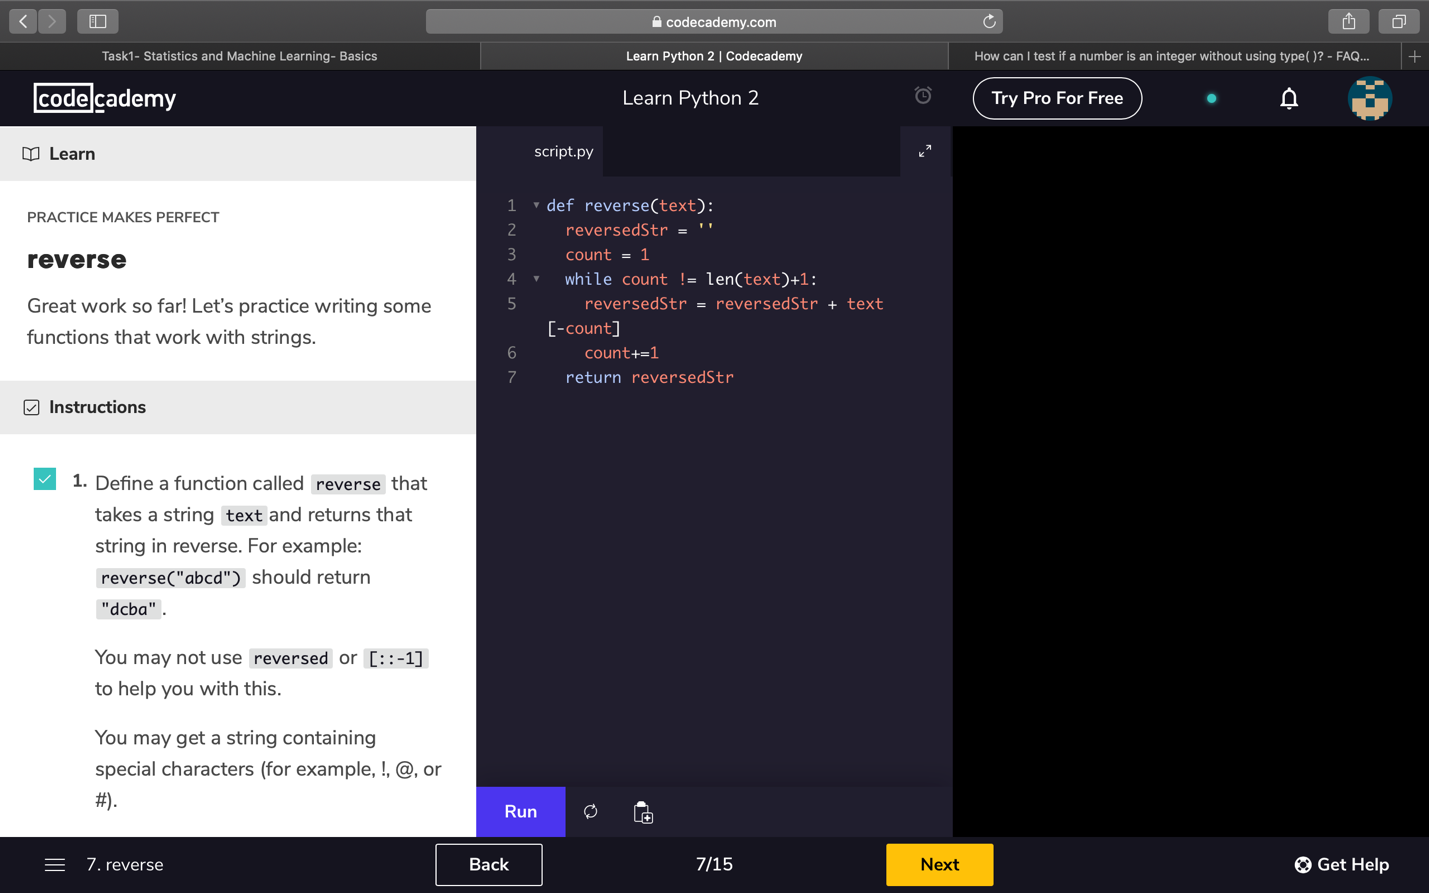 codecademy.com
Task1- Statistics and Machine Learning- Basics
Learn Python 2 | Codecademy
How can I test if a number is an integer without using type( )? - FAQ...
codecademy
Learn Python 2
Try Pro For Free
Learn
PRACTICE MAKES PERFECT
reverse
Great work so far! Let’s practice writing some
functions that work with strings.
Instructions
1. Define a function called reverse that
takes a string text and returns that
string in reverse. For example:
reverse("abcd") should return
"dcba".
You may not use reversed or [::-1]
to help you with this.
You may get a string containing
special characters (for example, !, @, or
#).
script.py
1 def reverse(text):
2 reversedStr = ''
3 count = 1
4 while count != len(text)+1:
5 reversedStr = reversedStr + text
[-count]
6 count+=1
7 return reversedStr
Run
7. reverse
Back
7/15
Next
Get Help